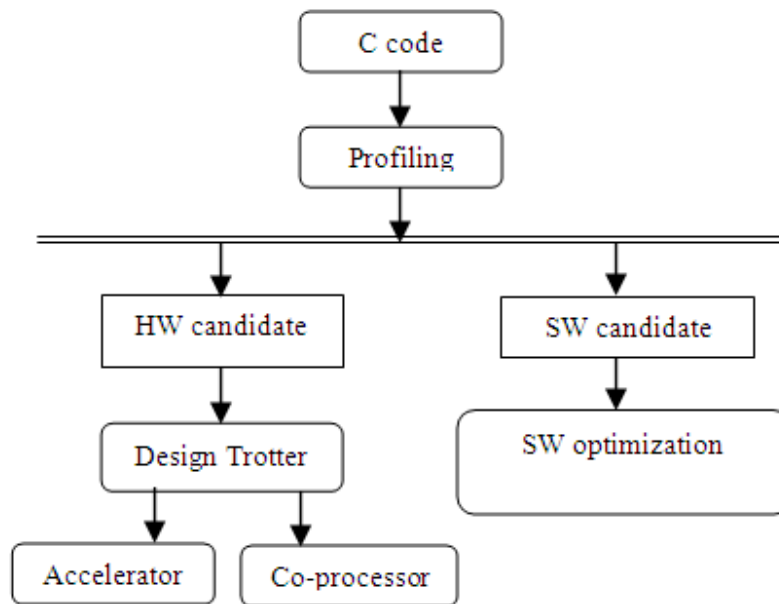 C code
Profiling
HW candidate
SW candidate
Design Trotter
SW optimization
Accelerator
Co-processor